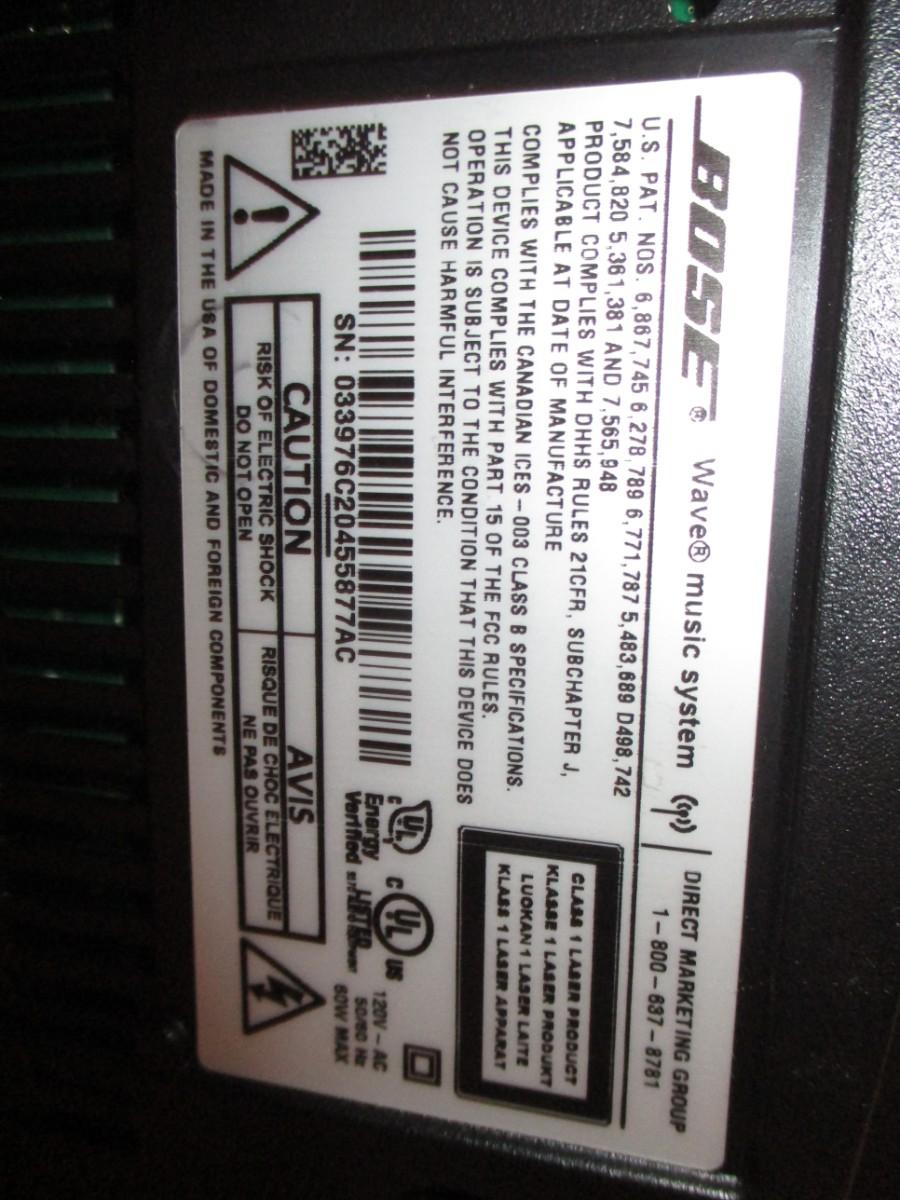 BOSE® Wave® music system
DIRECT MARKETING GROUP
1-800-637-8781
U.S. PAT. NOS. 6,867,745 6,278,789 6,771,787 5,483,689 D498,742
7,584,820 5,361,381 AND 7,565,948
PRODUCT COMPLIES WITH DHHS RULES 21CFR, SUBCHAPTER J,
APPLICABLE AT DATE OF MANUFACTURE
COMPLIES WITH THE CANADIAN ICES-003 CLASS B SPECIFICATIONS.
THIS DEVICE COMPLIES WITH PART 15 OF THE FCC RULES.
OPERATION IS SUBJECT TO THE CONDITION THAT THIS DEVICE DOES
NOT CAUSE HARMFUL INTERFERENCE.
CLASS 1 LASER PRODUCT
KLASSE 1 LASER PRODUKT
LUOKAN 1 LASER LAITE
KLASS 1 LASER APPARAT
SN: 033976C20455877AC
C UL
Energy
Verified
C UL US
LISTED
120V - AC
50/60 Hz
60W MAX
CAUTION
RISK OF ELECTRIC SHOCK
DO NOT OPEN
AVIS
RISQUE DE CHOC ELECTRIQUE
NE PAS OUVRIR
MADE IN THE USA OF DOMESTIC AND FOREIGN COMPONENTS